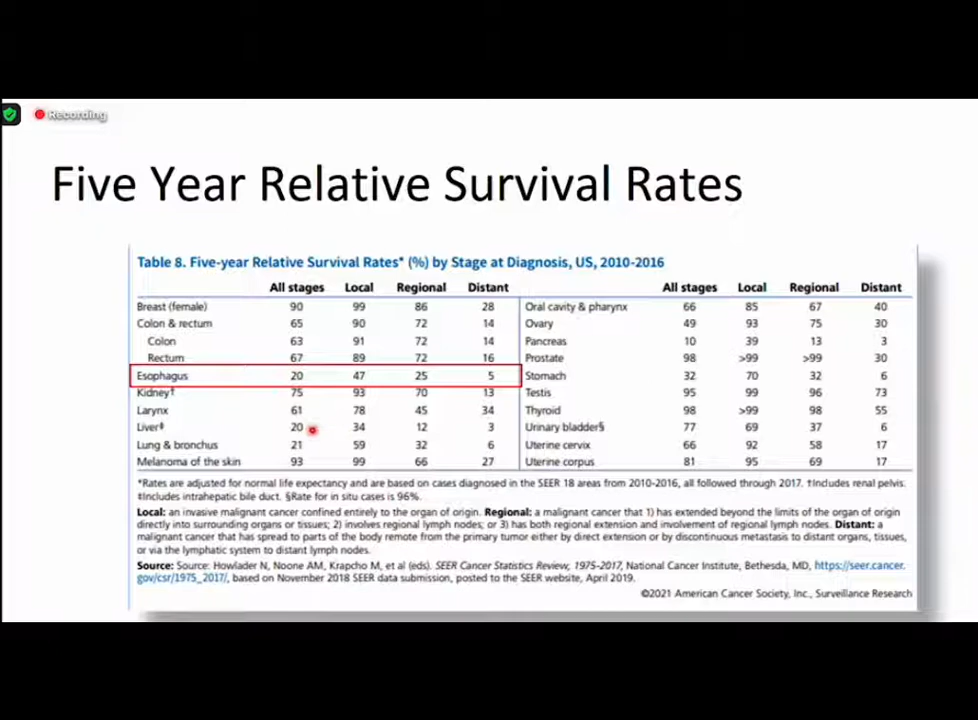 Recording
Five Year Relative Survival Rates
Table 8. Five-year Relative Survival Rates* (%) by Stage at Diagnosis, US, 2010-2016
All stages Local Regional Distant All stages Local Regional Distant
Breast (female) 90 99 86 28 Oral cavity & pharynx 66 85 67 40
Colon & rectum 65 90 72 14 Ovary 49 93 75 30
Colon 63 91 72 14 Pancreas 10 39 13 3
Rectum 67 89 72 16 Prostate 98 >99 >99 30
Esophagus 20 47 25 5 Stomach 32 70 32 6
Kidney† 75 93 70 13 Testis 95 99 96 73
Larynx 61 78 45 34 Thyroid 98 >99 98 55
Liver‡ 20 34 12 3 Urinary bladder§ 77 69 37 6
Lung & bronchus 21 59 32 6 Uterine cervix 66 92 58 17
Melanoma of the skin 93 99 66 27 Uterine corpus 81 95 69 17
*Rates are adjusted for normal life expectancy and are based on cases diagnosed in the SEER 18 areas from 2010-2016, all followed through 2017. †Includes renal pelvis.
‡Includes intrahepatic bile duct. §Rate for in situ cases is 96%.
Local: an invasive malignant cancer confined entirely to the organ of origin. Regional: a malignant cancer that 1) has extended beyond the limits of the organ of origin
directly into surrounding organs or tissues; 2) involves regional lymph nodes; or 3) has both regional extension and involvement of regional lymph nodes. Distant: a
malignant cancer that has spread to parts of the body remote from the primary tumor either by direct extension or by discontinuous metastasis to distant organs, tissues,
or via the lymphatic system to distant lymph nodes.
Source: Source: Howlader N, Noone AM, Krapcho M, et al (eds). SEER Cancer Statistics Review, 1975-2017, National Cancer Institute, Bethesda, MD, https://seer.cancer.
gov/csr/1975_2017/, based on November 2018 SEER data submission, posted to the SEER website, April 2019.
©2021 American Cancer Society, Inc., Surveillance Research